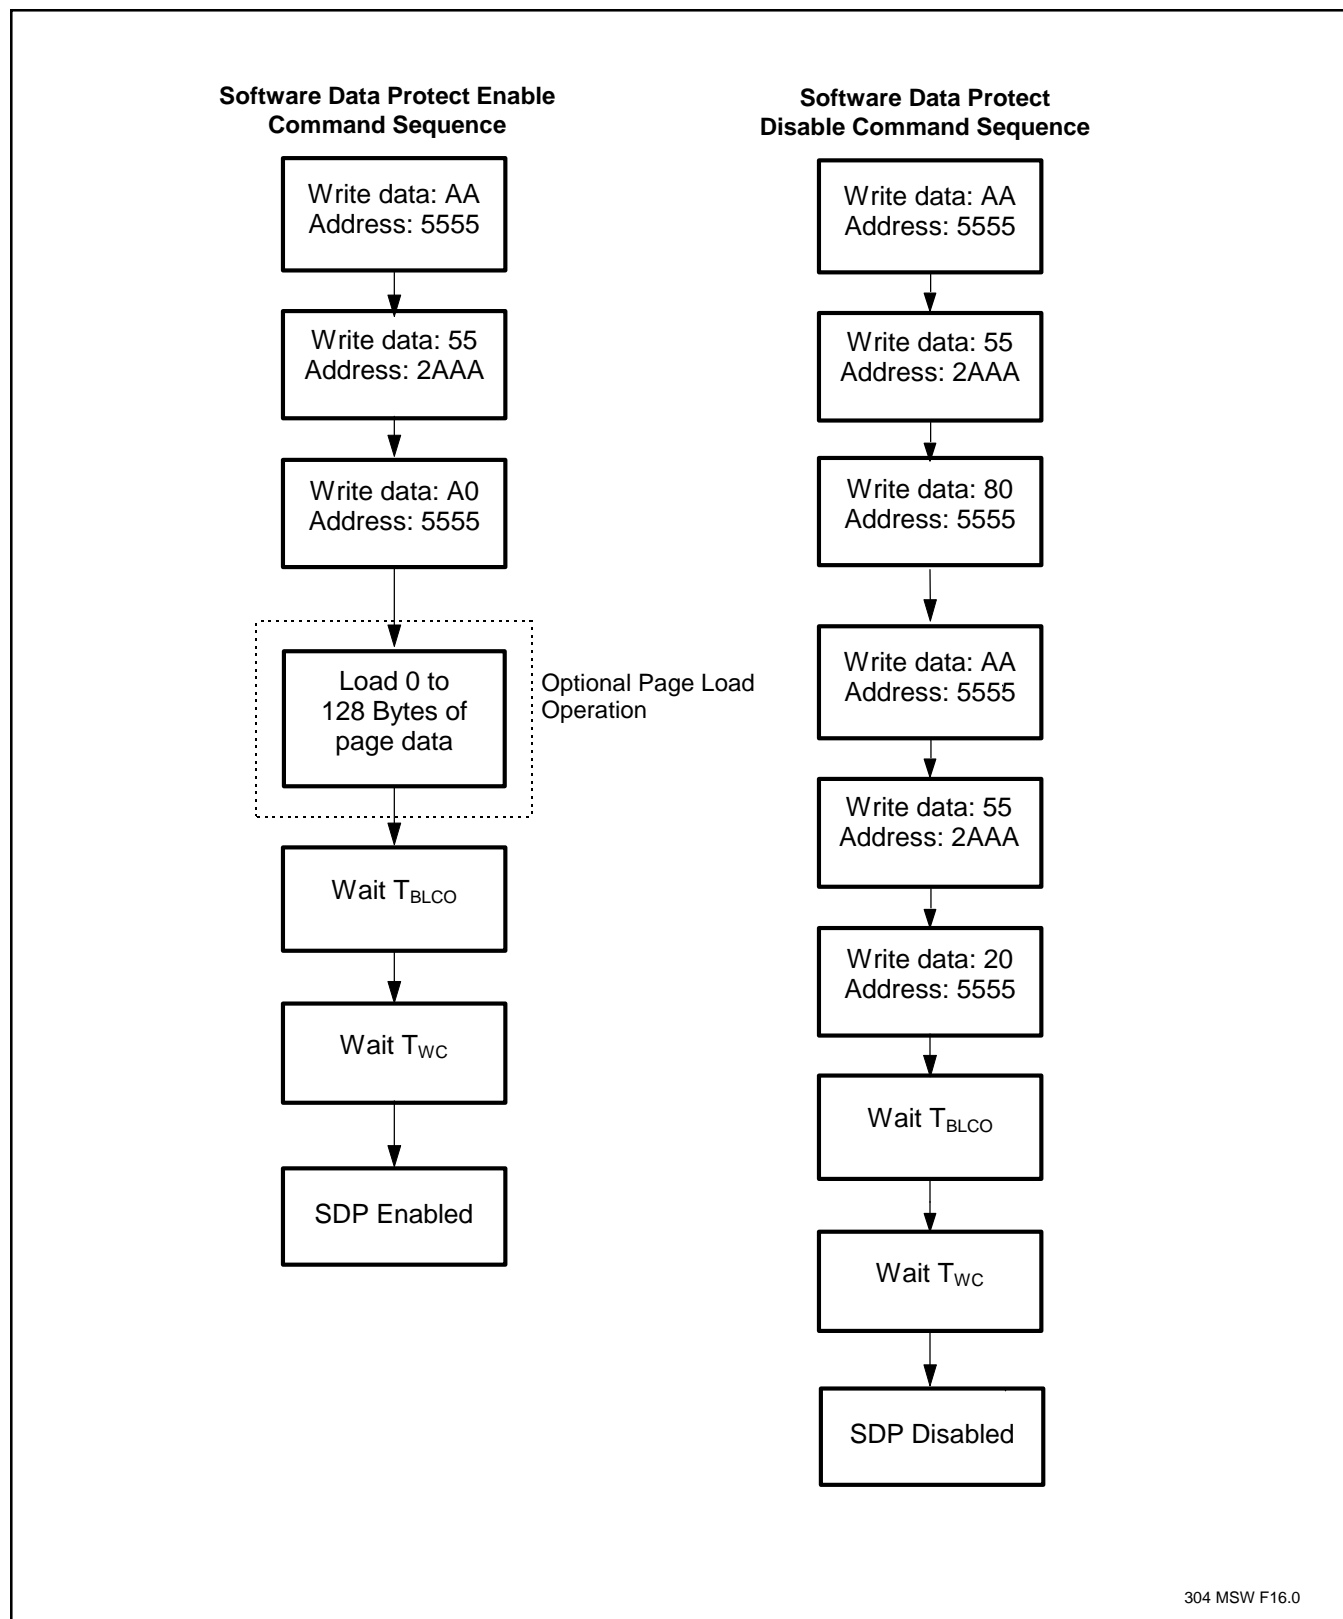 Software Data Protect Enable
Command Sequence
Write data: AA
Address: 5555
Write data: 55
Address: 2AAA
Write data: A0
Address: 5555
Load 0 to
128 Bytes of
page data
Optional Page Load
Operation
Wait TBLCO
Wait TWC
SDP Enabled
Software Data Protect
Disable Command Sequence
Write data: AA
Address: 5555
Write data: 55
Address: 2AAA
Write data: 80
Address: 5555
Write data: AA
Address: 5555
Write data: 55
Address: 2AAA
Write data: 20
Address: 5555
Wait TBLCO
Wait TWC
SDP Disabled
304 MSW F16.0